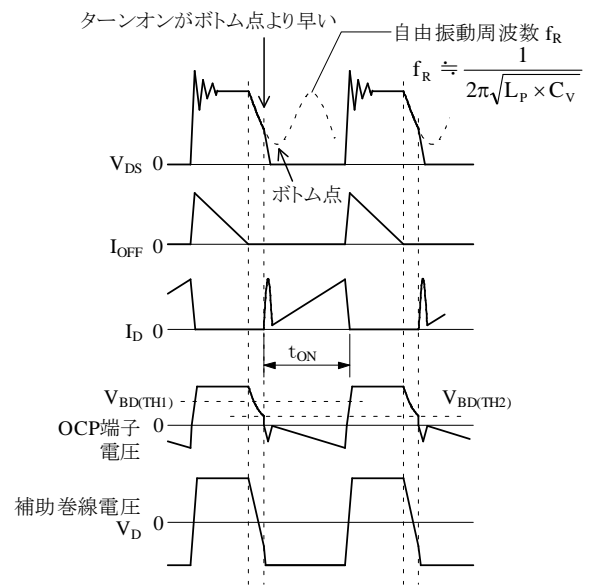 ターンオンがボトム点より早い
自由振動周波数 fR
fR ≒ 1 / 2π√LP × CV
VDS 0
ボトム点
IOFF 0
ID 0
tON
VBD(TH1)
VBD(TH2)
OCP端子 0
電圧
補助巻線電圧
VD 0